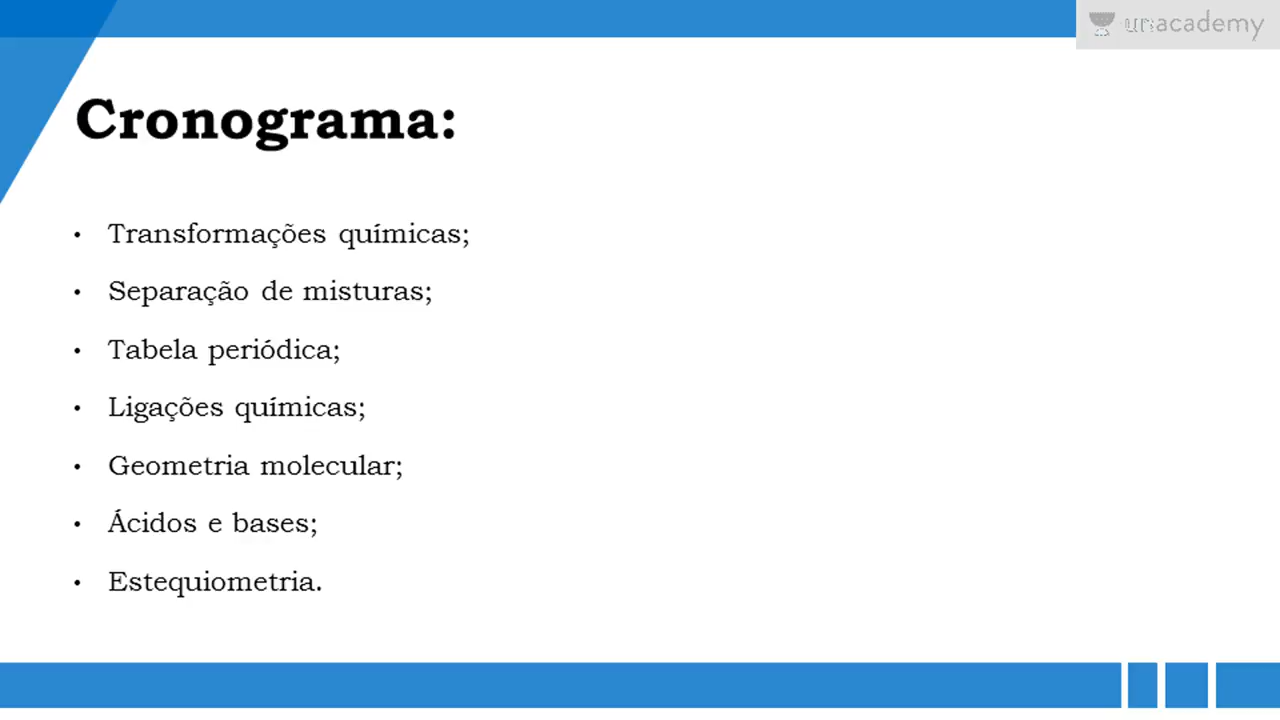 unacademy
Cronograma:
• Transformações químicas;
• Separação de misturas;
• Tabela periódica;
• Ligações químicas;
• Geometria molecular;
• Ácidos e bases;
• Estequiometria.